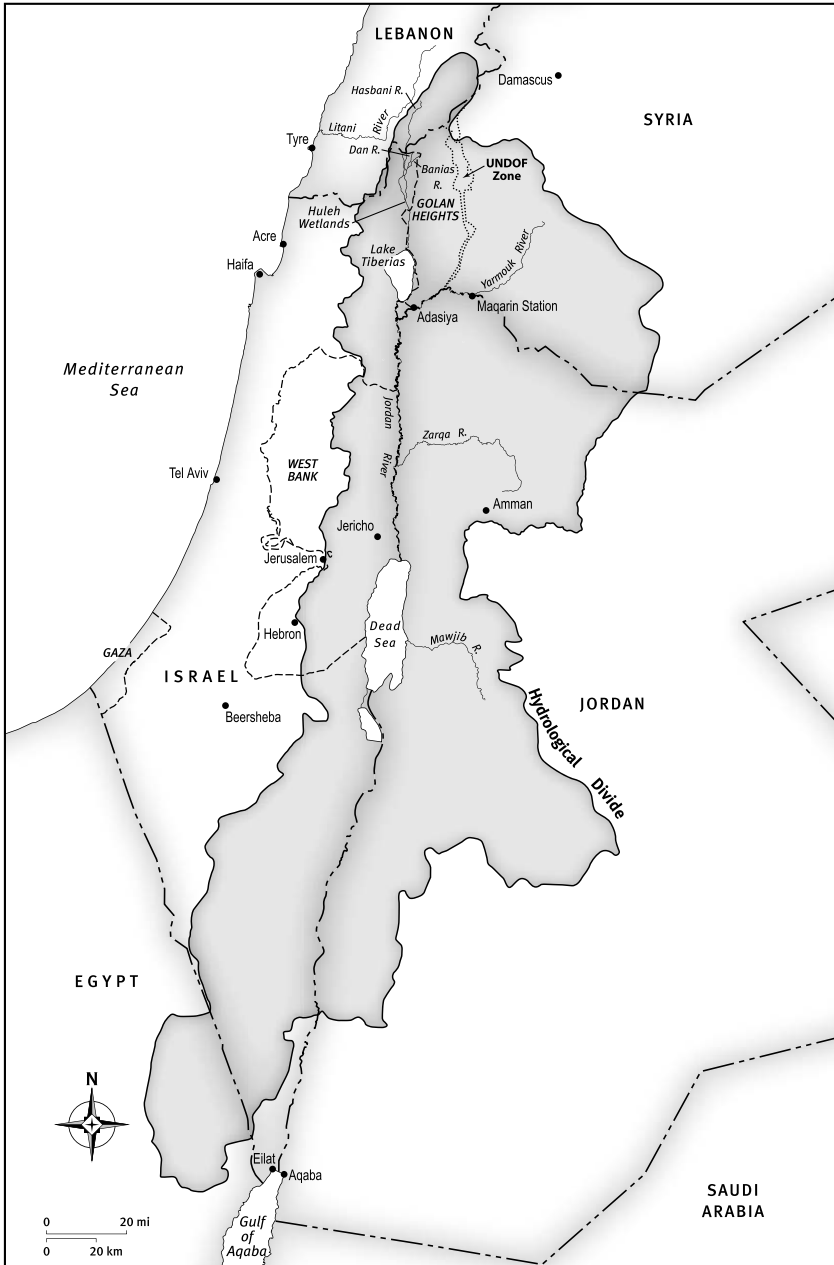 LEBANON
Hasbani R.
Damascus
SYRIA
Litani
River
Tyre
Dan R.
Banias
R.
UNDOF
Zone
GOLAN
HEIGHTS
Huleh
Wetlands
Acre
Lake
Tiberias
Yarmouk River
Haifa
Adasiya
Maqarin Station
Mediterranean
Sea
Jordan
River
Zarqa R.
WEST
BANK
Tel Aviv
Amman
Jericho
Jerusalem
Dead
Sea
Hebron
Mawjib R.
GAZA
ISRAEL
Beersheba
Hydrological Divide
JORDAN
EGYPT
N
Eilat
Aqaba
Gulf
of
Aqaba
SAUDI
ARABIA
0 20 mi
0 20 km